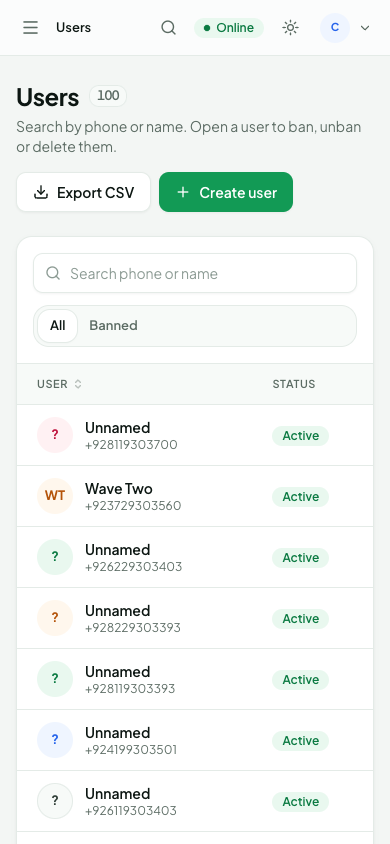 Users
Online
C
Users 100
Search by phone or name. Open a user to ban, unban
or delete them.
Export CSV
Create user
Search phone or name
All
Banned
USER
STATUS
?
Unnamed
+928119303700
Active
WT
Wave Two
+923729303560
Active
?
Unnamed
+926229303403
Active
?
Unnamed
+928229303393
Active
?
Unnamed
+928119303393
Active
?
Unnamed
+924199303501
Active
?
Unnamed
+926119303403
Active